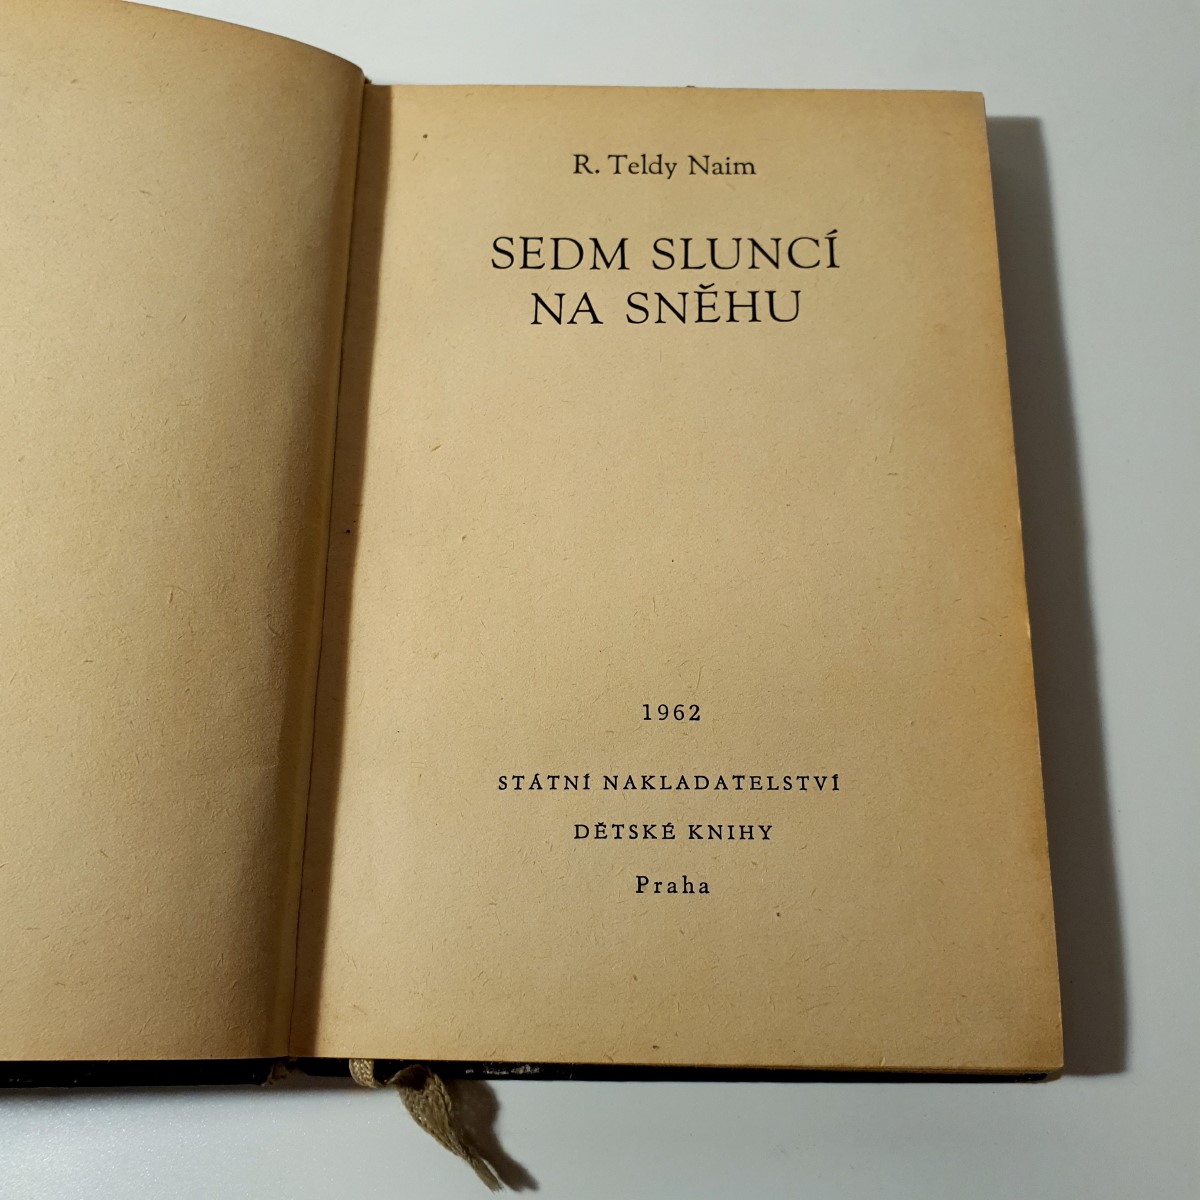 R. Teldy Naim
SEDM SLUNCÍ
NA SNĚHU
1962
STÁTNÍ NAKLADATELSTVÍ
DĚTSKÉ KNIHY
Praha